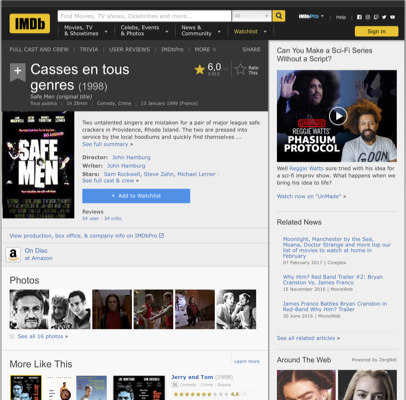 IMDb
Find Movies, TV shows, Celebrities and more...
All
IMDbPro
Help
Movies, TV & Showtimes
Celebs, Events & Photos
News & Community
Watchlist
Sign in
FULL CAST AND CREW | TRIVIA | USER REVIEWS | IMDbPro | MORE
SHARE
Casses en tous
genres (1998)
Safe Men (original title)
Tous publics | 1h 28min | Comedy, Crime | 13 January 1999 (France)
6,0
Rate
This
SAFE
MEN
Two untalented singers are mistaken for a pair of major league safe
crackers in Providence, Rhode Island. The two are pressed into
service by the local hoodlums and quickly find themselves ...
See full summary »
Director: John Hamburg
Writer: John Hamburg
Stars: Sam Rockwell, Steve Zahn, Michael Lerner
See full cast & crew »
+ Add to Watchlist
Reviews
34 user | 34 critic
View production, box office, & company info on IMDbPro
a
On Disc
at Amazon
Photos
See all 16 photos »
More Like This
Learn more
Jerry and Tom (1998)
Comedy | Crime | Drama
Can You Make a Sci-Fi Series
Without a Script?
REGGIE WATTS'
PHASIUM
PROTOCOL
Well Reggie Watts sure tried with his idea for
a sci-fi improv show. What happens when we
bring his idea to life?
Watch now on "UnMade" »
Related News
Moonlight, Manchester by the Sea,
Moana, Doctor Strange and more top our
list of movies to watch at home in
February
07 February 2017 | Cineplex
Why Him? Red Band Trailer #2: Bryan
Cranston Vs. James Franco
15 November 2016 | MovieWeb
James Franco Battles Bryan Cranston in
Red-Band Why Him? Trailer
30 June 2016 | MovieWeb
See all related articles »
Around The Web
Powered by ZergNet